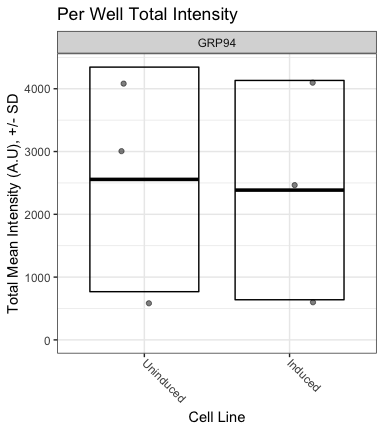 Per Well Total Intensity
GRP94
Total Mean Intensity (A.U), +/- SD
4000
3000
2000
1000
0
Uninduced
Induced
Cell Line